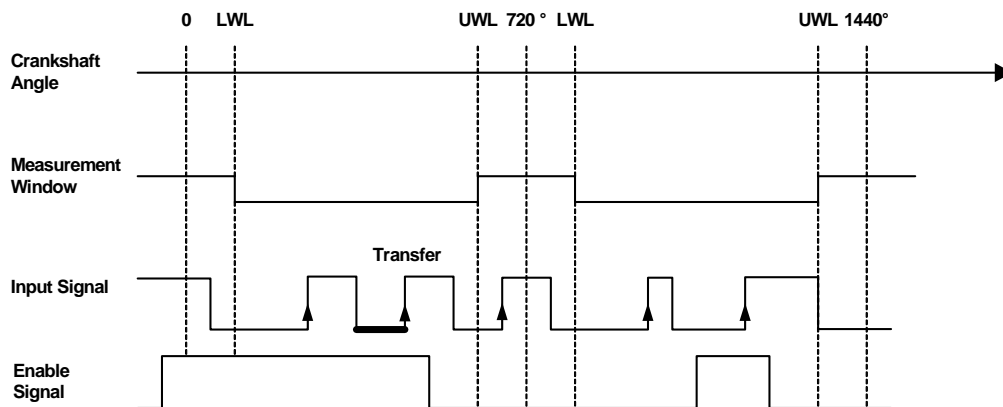 0 LWL UWL 720 ° LWL UWL 1440°
Crankshaft
Angle
Measurement
Window
Transfer
Input Signal
Enable
Signal